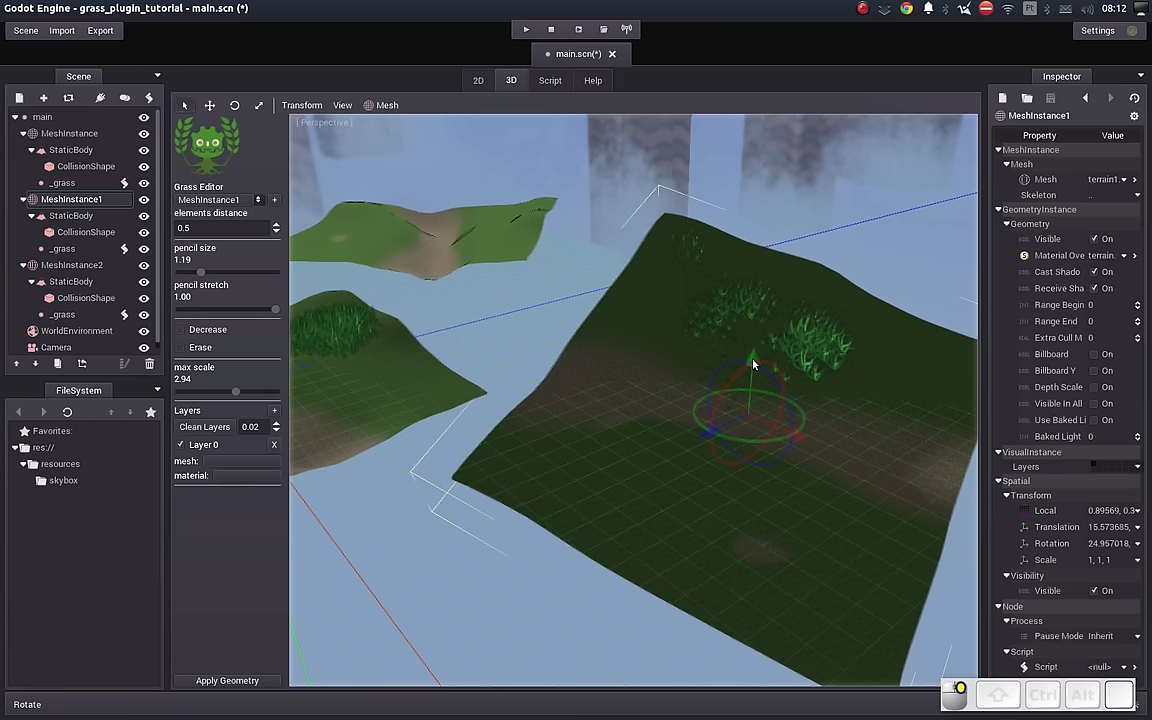 Godot Engine - grass_plugin_tutorial - main.scn (*)
Pt
08:12
Scene Import Export
Settings
main.scn(*)
Scene
2D 3D Script Help
Inspector
Transform View Mesh
[ Perspective ]
main
MeshInstance
StaticBody
CollisionShape
_grass
MeshInstance1
StaticBody
CollisionShape
_grass
MeshInstance2
StaticBody
CollisionShape
_grass
WorldEnvironment
Camera
FileSystem
Favorites:
res://
resources
skybox
Grass Editor
MeshInstance1
+
elements distance
0.5
pencil size
1.19
pencil stretch
1.00
Decrease
Erase
max scale
2.94
Layers +
Clean Layers 0.02
Layer 0 X
mesh:
material:
Apply Geometry
MeshInstance1
Property Value
MeshInstance
Mesh
Mesh terrain1.
Skeleton ..
GeometryInstance
Geometry
Visible On
Material Ove terrain.
Cast Shado On
Receive Sha On
Range Begin 0
Range End 0
Extra Cull M 0
Billboard On
Billboard Y On
Depth Scale On
Visible In All On
Use Baked Li On
Baked Light 0
VisualInstance
Layers
Spatial
Transform
Local 0.89569, 0.3
Translation 15.573685,
Rotation 24.957018,
Scale 1, 1, 1
Visibility
Visible On
Node
Process
Pause Mode Inherit
Script
Script <null>
Rotate
Ctrl Alt